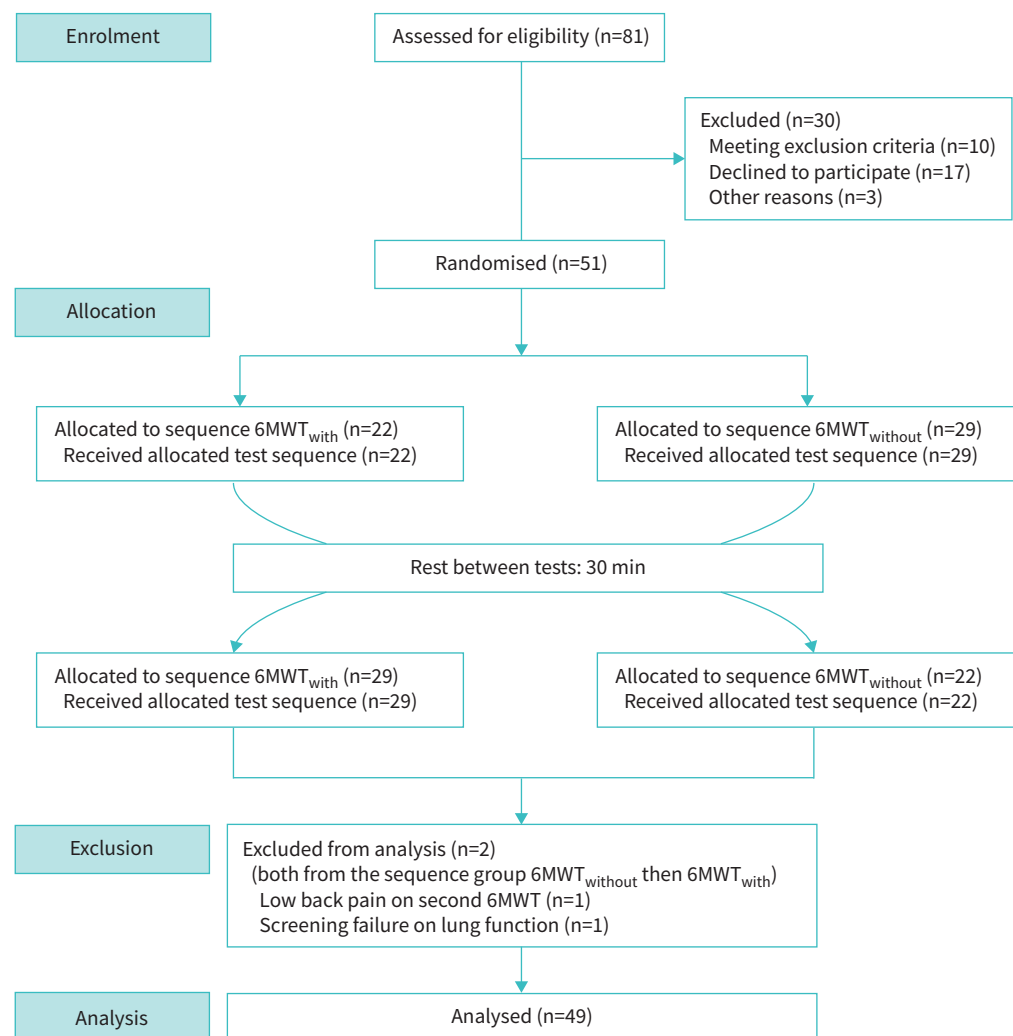 Enrolment
Assessed for eligibility (n=81)
Excluded (n=30)
Meeting exclusion criteria (n=10)
Declined to participate (n=17)
Other reasons (n=3)
Randomised (n=51)
Allocation
Allocated to sequence 6MWTwith (n=22)
Received allocated test sequence (n=22)
Allocated to sequence 6MWTwithout (n=29)
Received allocated test sequence (n=29)
Rest between tests: 30 min
Allocated to sequence 6MWTwith (n=29)
Received allocated test sequence (n=29)
Allocated to sequence 6MWTwithout (n=22)
Received allocated test sequence (n=22)
Exclusion
Excluded from analysis (n=2)
(both from the sequence group 6MWTwithout then 6MWTwith)
Low back pain on second 6MWT (n=1)
Screening failure on lung function (n=1)
Analysis
Analysed (n=49)